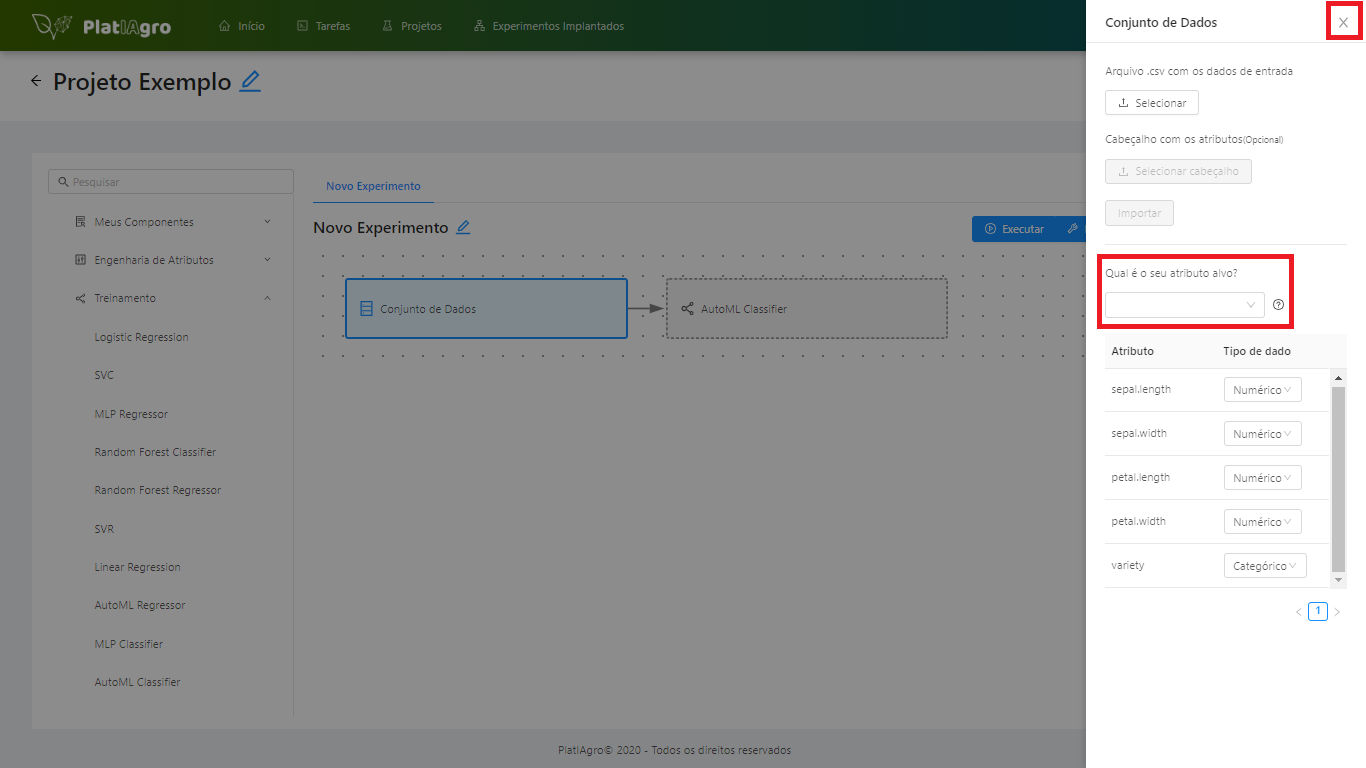 PlatIAgro
Início
Tarefas
Projetos
Experimentos Implantados
Projeto Exemplo
Pesquisar
Meus Componentes
Engenharia de Atributos
Treinamento
Logistic Regression
SVC
MLP Regressor
Random Forest Classifier
Random Forest Regressor
SVR
Linear Regression
AutoML Regressor
MLP Classifier
AutoML Classifier
Novo Experimento
Novo Experimento
Executar
Conjunto de Dados
AutoML Classifier
PlatIAgro© 2020 - Todos os direitos reservados
Conjunto de Dados
Arquivo .csv com os dados de entrada
Selecionar
Cabeçalho com os atributos(Opcional)
Selecionar cabeçalho
Importar
Qual é o seu atributo alvo?
Atributo Tipo de dado
sepal.length Numérico
sepal.width Numérico
petal.length Numérico
petal.width Numérico
variety Categórico
< 1 >